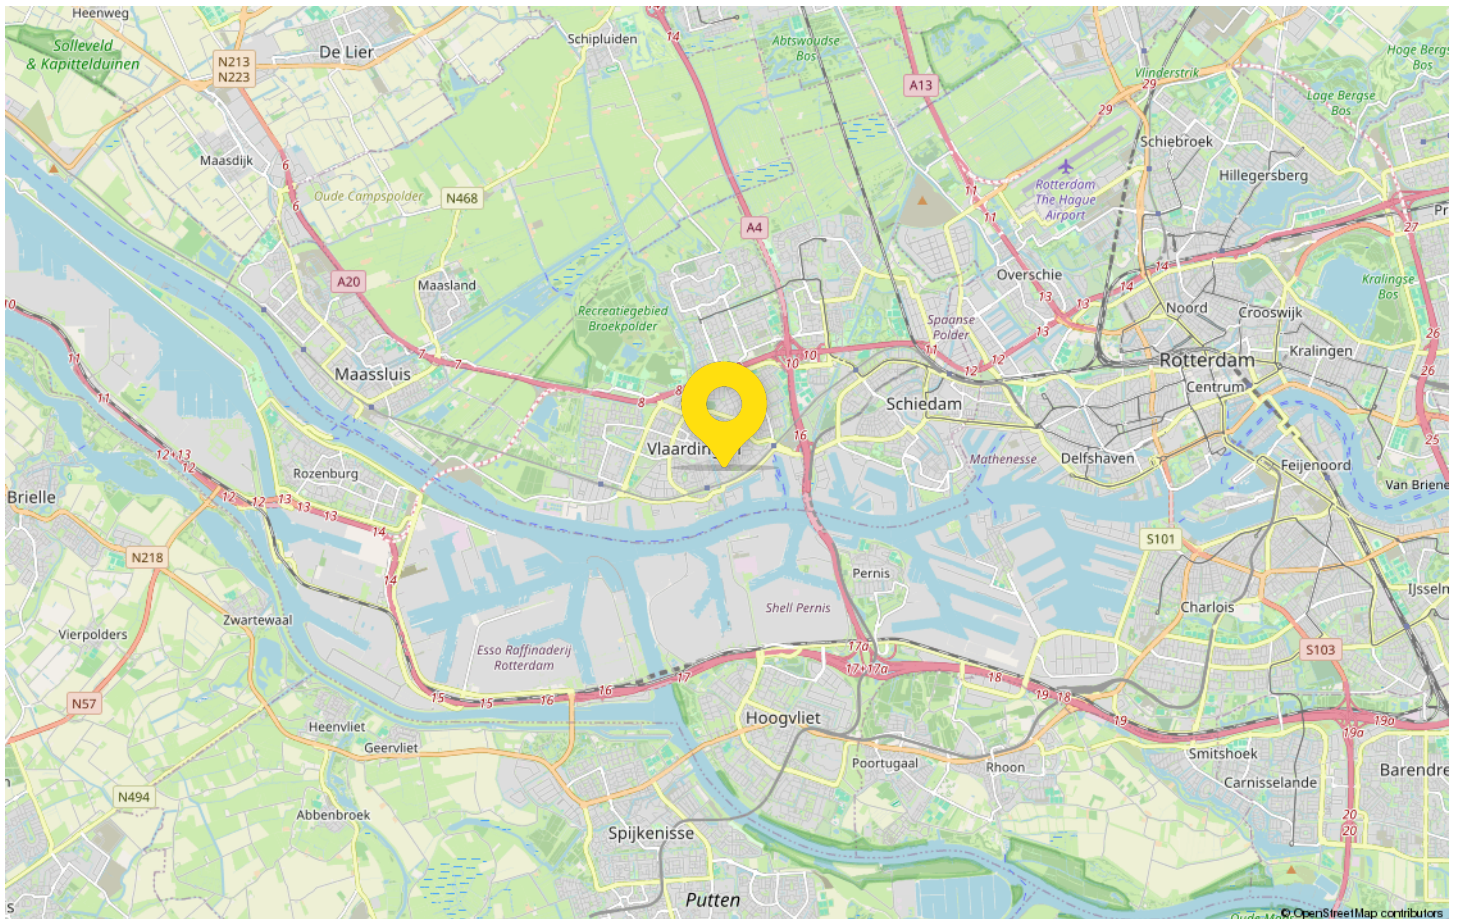 Heenweg
Solleveld
& Kapittelduinen
N213
N223
De Lier
Schipluiden
14
Abtswoudse
Bos
A13
Vlinderstrik
29
29
Hoge Bergs
Bos
Lage Bergse
Bos
Schiebroek
Hillegersberg
Maasdijk
6
6
Oude Campspolder
N468
Rotterdam
The Hague
Airport
11
11
A4
Pr
27
Overschie
A20
Maasland
14
14
13
13
13
Kralingse
Bos
Noord
Crooswijk
Recreatiegebied
Broekpolder
Spaanse
Polder
10
11
11
7
7
10
10
11
12
12
26
26
25
Rotterdam
Kralingen
Centrum
Maassluis
8
8
Schiedam
16
Vlaardingen
Mathenesse
Delfshaven
Feijenoord
Van Briene
12+13
12
12
12
13
13
14
14
Rozenburg
Brielle
N218
S101
Pernis
Shell Pernis
Charlois
IJsselm
Zwartewaal
Vierpolders
Esso Raffinaderij
Rotterdam
17a
17+17a
S103
N57
15
15
16
16
17
18
19
18
19
19a
19a
Heenvliet
Geervliet
Hoogvliet
Poortugaal
Rhoon
Smitshoek
Carnisselande
Barendre
N494
Abbenbroek
Spijkenisse
20
20
Putten
s
© OpenStreetMap contributors